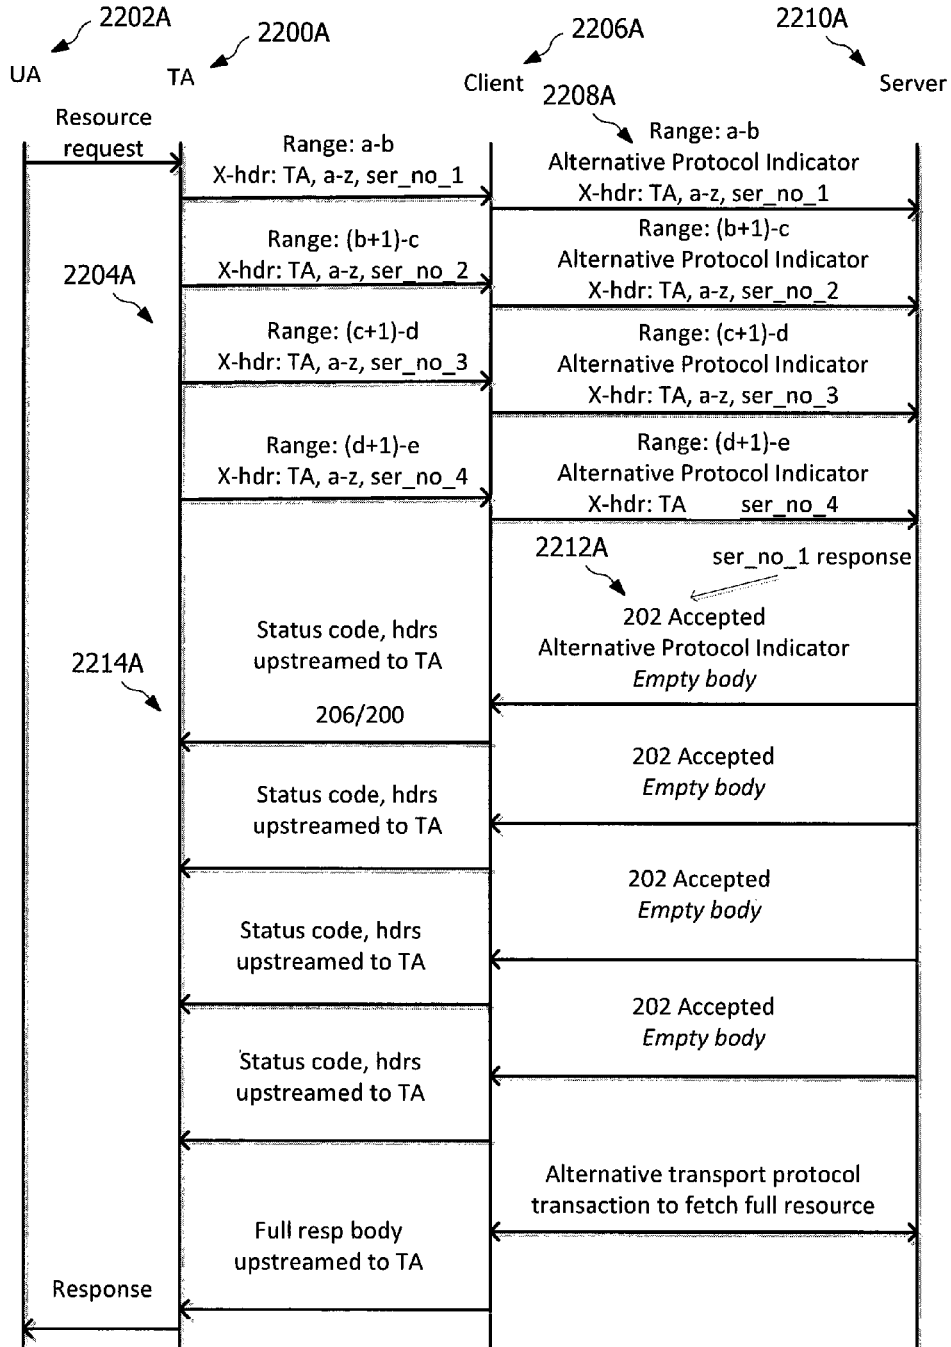 2202A
2200A
2206A
2210A
UA
TA
Client
Server
2208A
Resource
request
Range: a-b
X-hdr: TA, a-z, ser_no_1
Range: a-b
Alternative Protocol Indicator
X-hdr: TA, a-z, ser_no_1
2204A
Range: (b+1)-c
X-hdr: TA, a-z, ser_no_2
Range: (b+1)-c
Alternative Protocol Indicator
X-hdr: TA, a-z, ser_no_2
Range: (c+1)-d
X-hdr: TA, a-z, ser_no_3
Range: (c+1)-d
Alternative Protocol Indicator
X-hdr: TA, a-z, ser_no_3
Range: (d+1)-e
X-hdr: TA, a-z, ser_no_4
Range: (d+1)-e
Alternative Protocol Indicator
X-hdr: TA ser_no_4
2212A
ser_no_1 response
202 Accepted
Alternative Protocol Indicator
Empty body
Status code, hdrs
upstreamed to TA
2214A
206/200
202 Accepted
Empty body
Status code, hdrs
upstreamed to TA
202 Accepted
Empty body
Status code, hdrs
upstreamed to TA
202 Accepted
Empty body
Status code, hdrs
upstreamed to TA
Alternative transport protocol
transaction to fetch full resource
Full resp body
upstreamed to TA
Response